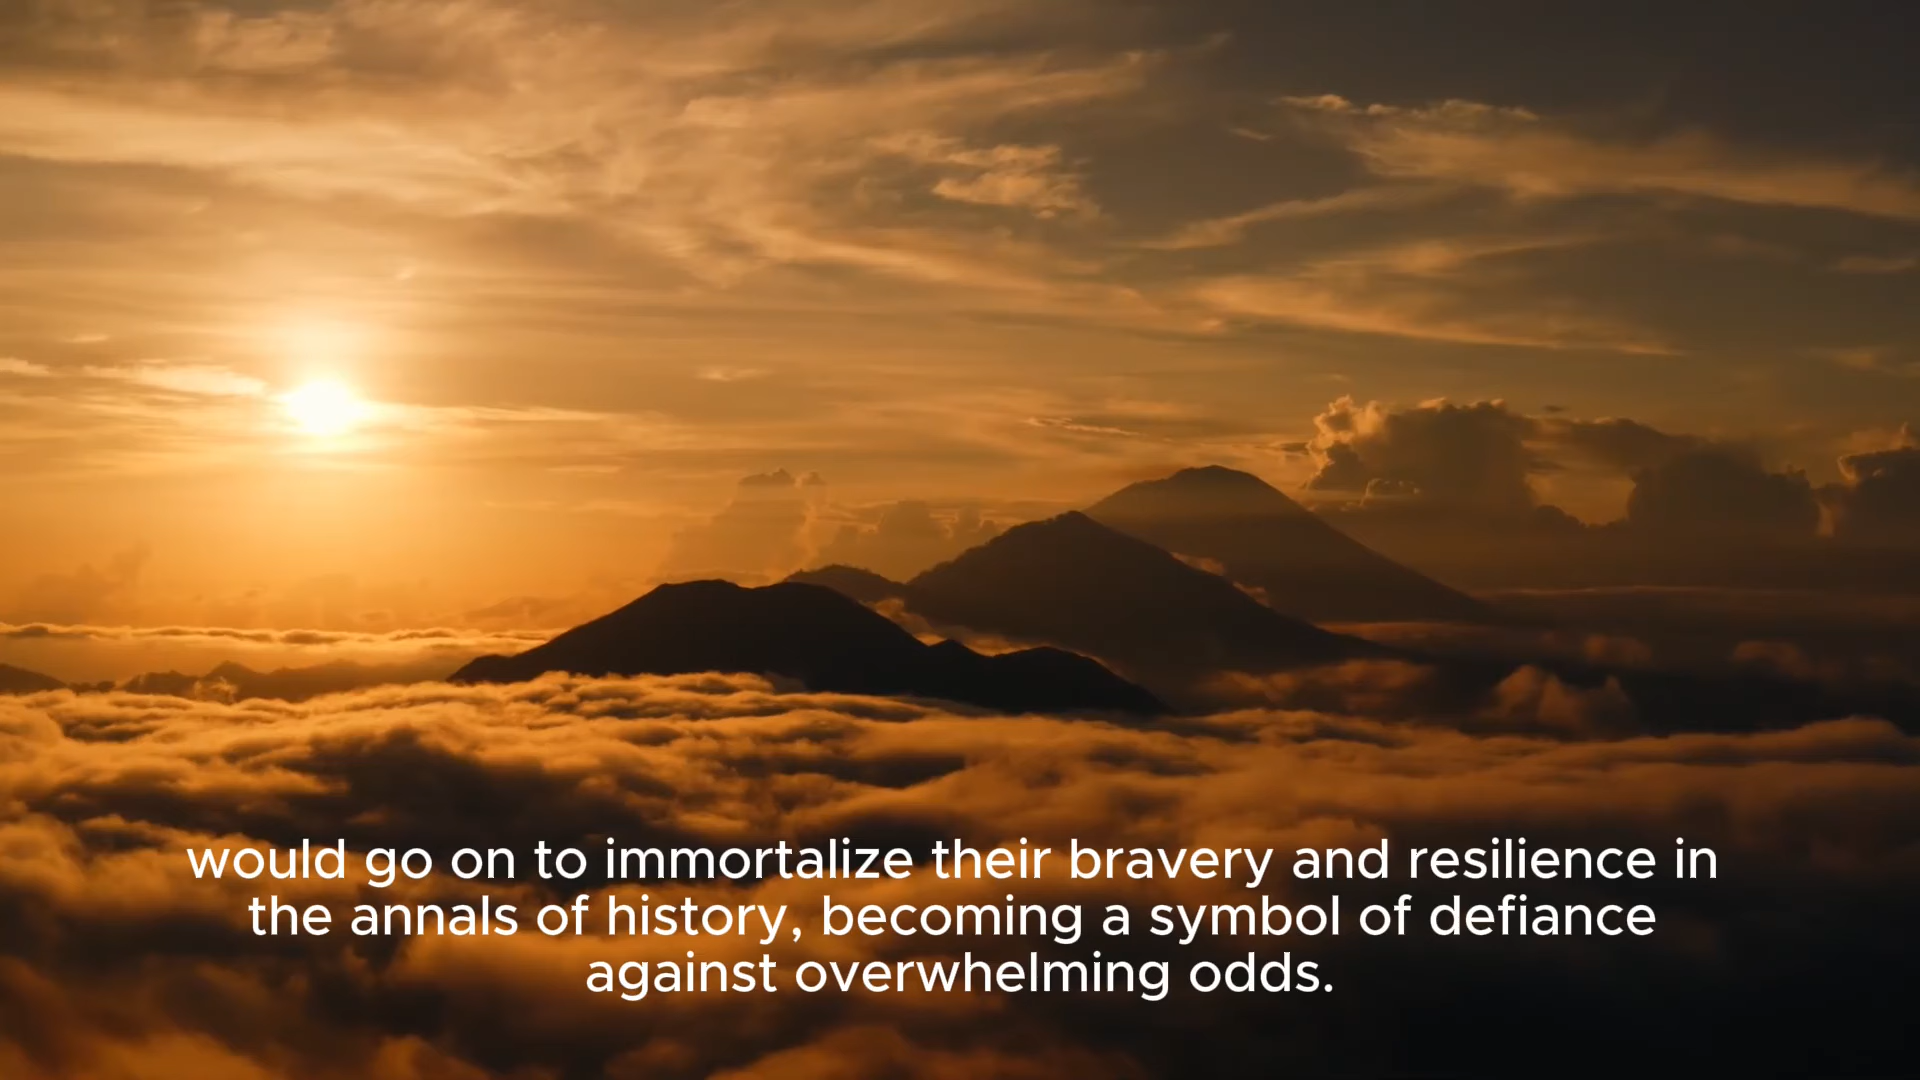 would go on to immortalize their bravery and resilience in
the annals of history, becoming a symbol of defiance
against overwhelming odds.